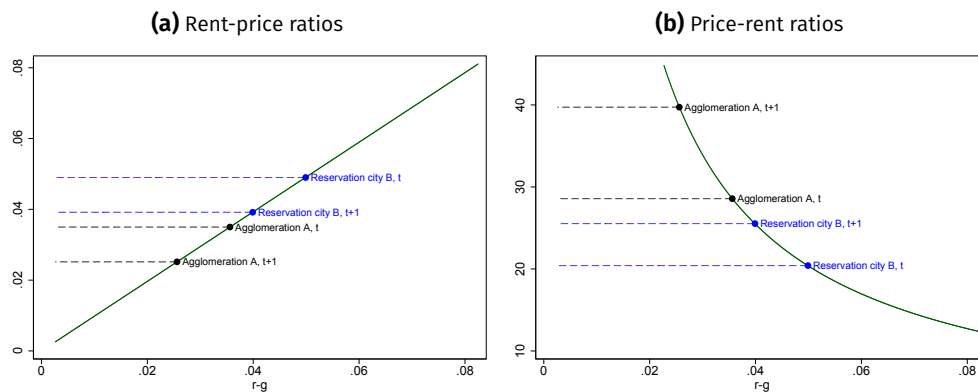 (a) Rent-price ratios
.08
.06
.04
.02
0
Reservation city B, t
Reservation city B, t+1
Agglomeration A, t
Agglomeration A, t+1
0 .02 .04 .06 .08
r-g
(b) Price-rent ratios
40
30
20
10
Agglomeration A, t+1
Agglomeration A, t
Reservation city B, t+1
Reservation city B, t
0 .02 .04 .06 .08
r-g